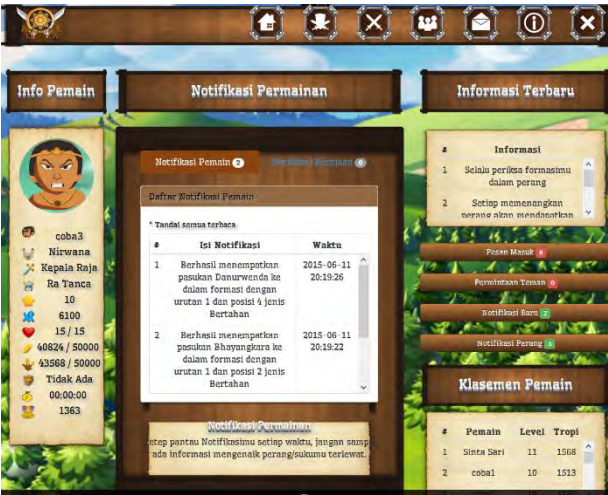 Info Pemain
coba3
Nirwana
Kepala Raja
Ra Tanca
10
6100
15 / 15
40824 / 50000
43568 / 50000
Tidak Ada
00:00:00
1363
Notifikasi Permainan
Notifikasi Pemain 2
Notifikasi Permainan 0
Daftar Notifikasi Pemain
* Tandai semua terbaca
# Isi Notifikasi Waktu
1 Berhasil menempatkan 2015-06-11
pasukan Danurwenda ke 20:19:26
dalam formasi dengan
urutan 1 dan posisi 4 jenis
Bertahan
2 Berhasil menempatkan 2015-06-11
pasukan Bhayangkara ke 20:19:22
dalam formasi dengan
urutan 1 dan posisi 2 jenis
Bertahan
Notifikasi Permainan
etep pantau Notifikasimu setiap waktu, jangan samp
ada informasi mengenaik perang/sukumu terlewat.
Informasi Terbaru
# Informasi
1 Selalu periksa formasimu
dalam perang
2 Setiap memenangkan
perang akan mendapatkan
Pesan Masuk 0
Permintaan Teman 0
Notifikasi Baru 2
Notifikasi Perang
Klasemen Pemain
# Pemain Level Tropi
1 Sinta Sari 11 1568
2 coba1 10 1513